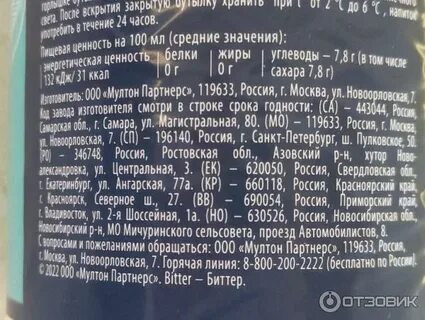 горлышке бутылки
света. После вскрытия закрытую бутылку хранить при t° от 2°C до 6°C, напиток
употребить в течение 24 часов.
Пищевая ценность на 100 мл (средние значения):
энергетическая ценность белки жиры углеводы – 7,8 г (в том числе
132 кДж/ 31 ккал 0 г 0 г сахара 7,8 г)
Изготовитель: ООО «Мултон Партнерс», 119633, Россия, г. Москва, ул. Новоорловская, 7.
Код завода изготовителя смотри в строке срока годности: (СА) – 443044, Россия,
Самарская обл., г. Самара, ул. Магистральная, 80. (МО) – 119633, Россия, г. Москва,
ул. Новоорловская, 7. (СП) – 196140, Россия, г. Санкт-Петербург, ш. Пулковское, 50.
(РО) – 346748, Россия, Ростовская обл., Азовский р-н, хутор Ново-
александровка, ул. Центральная, 3. (ЕК) – 620050, Россия, Свердловская обл.,
г. Екатеринбург, ул. Ангарская, 77а. (КР) – 660118, Россия, Красноярский край,
г. Красноярск, Северное ш., 27. (ВВ) – 690054, Россия, Приморский край,
г. Владивосток, ул. 2-я Шоссейная, 1а. (НО) – 630526, Россия, Новосибирская обл.,
Новосибирский р-н, МО Мичуринского сельсовета, проезд Автомобилистов, 8.
С вопросами и пожеланиями обращаться: ООО «Мултон Партнерс», 119633, Россия,
г. Москва, ул. Новоорловская, 7. Горячая линия: 8-800-200-2222 (бесплатно по России).
©2022 ООО «Мултон Партнерс». Bitter – Биттер.
ОТЗОВИК